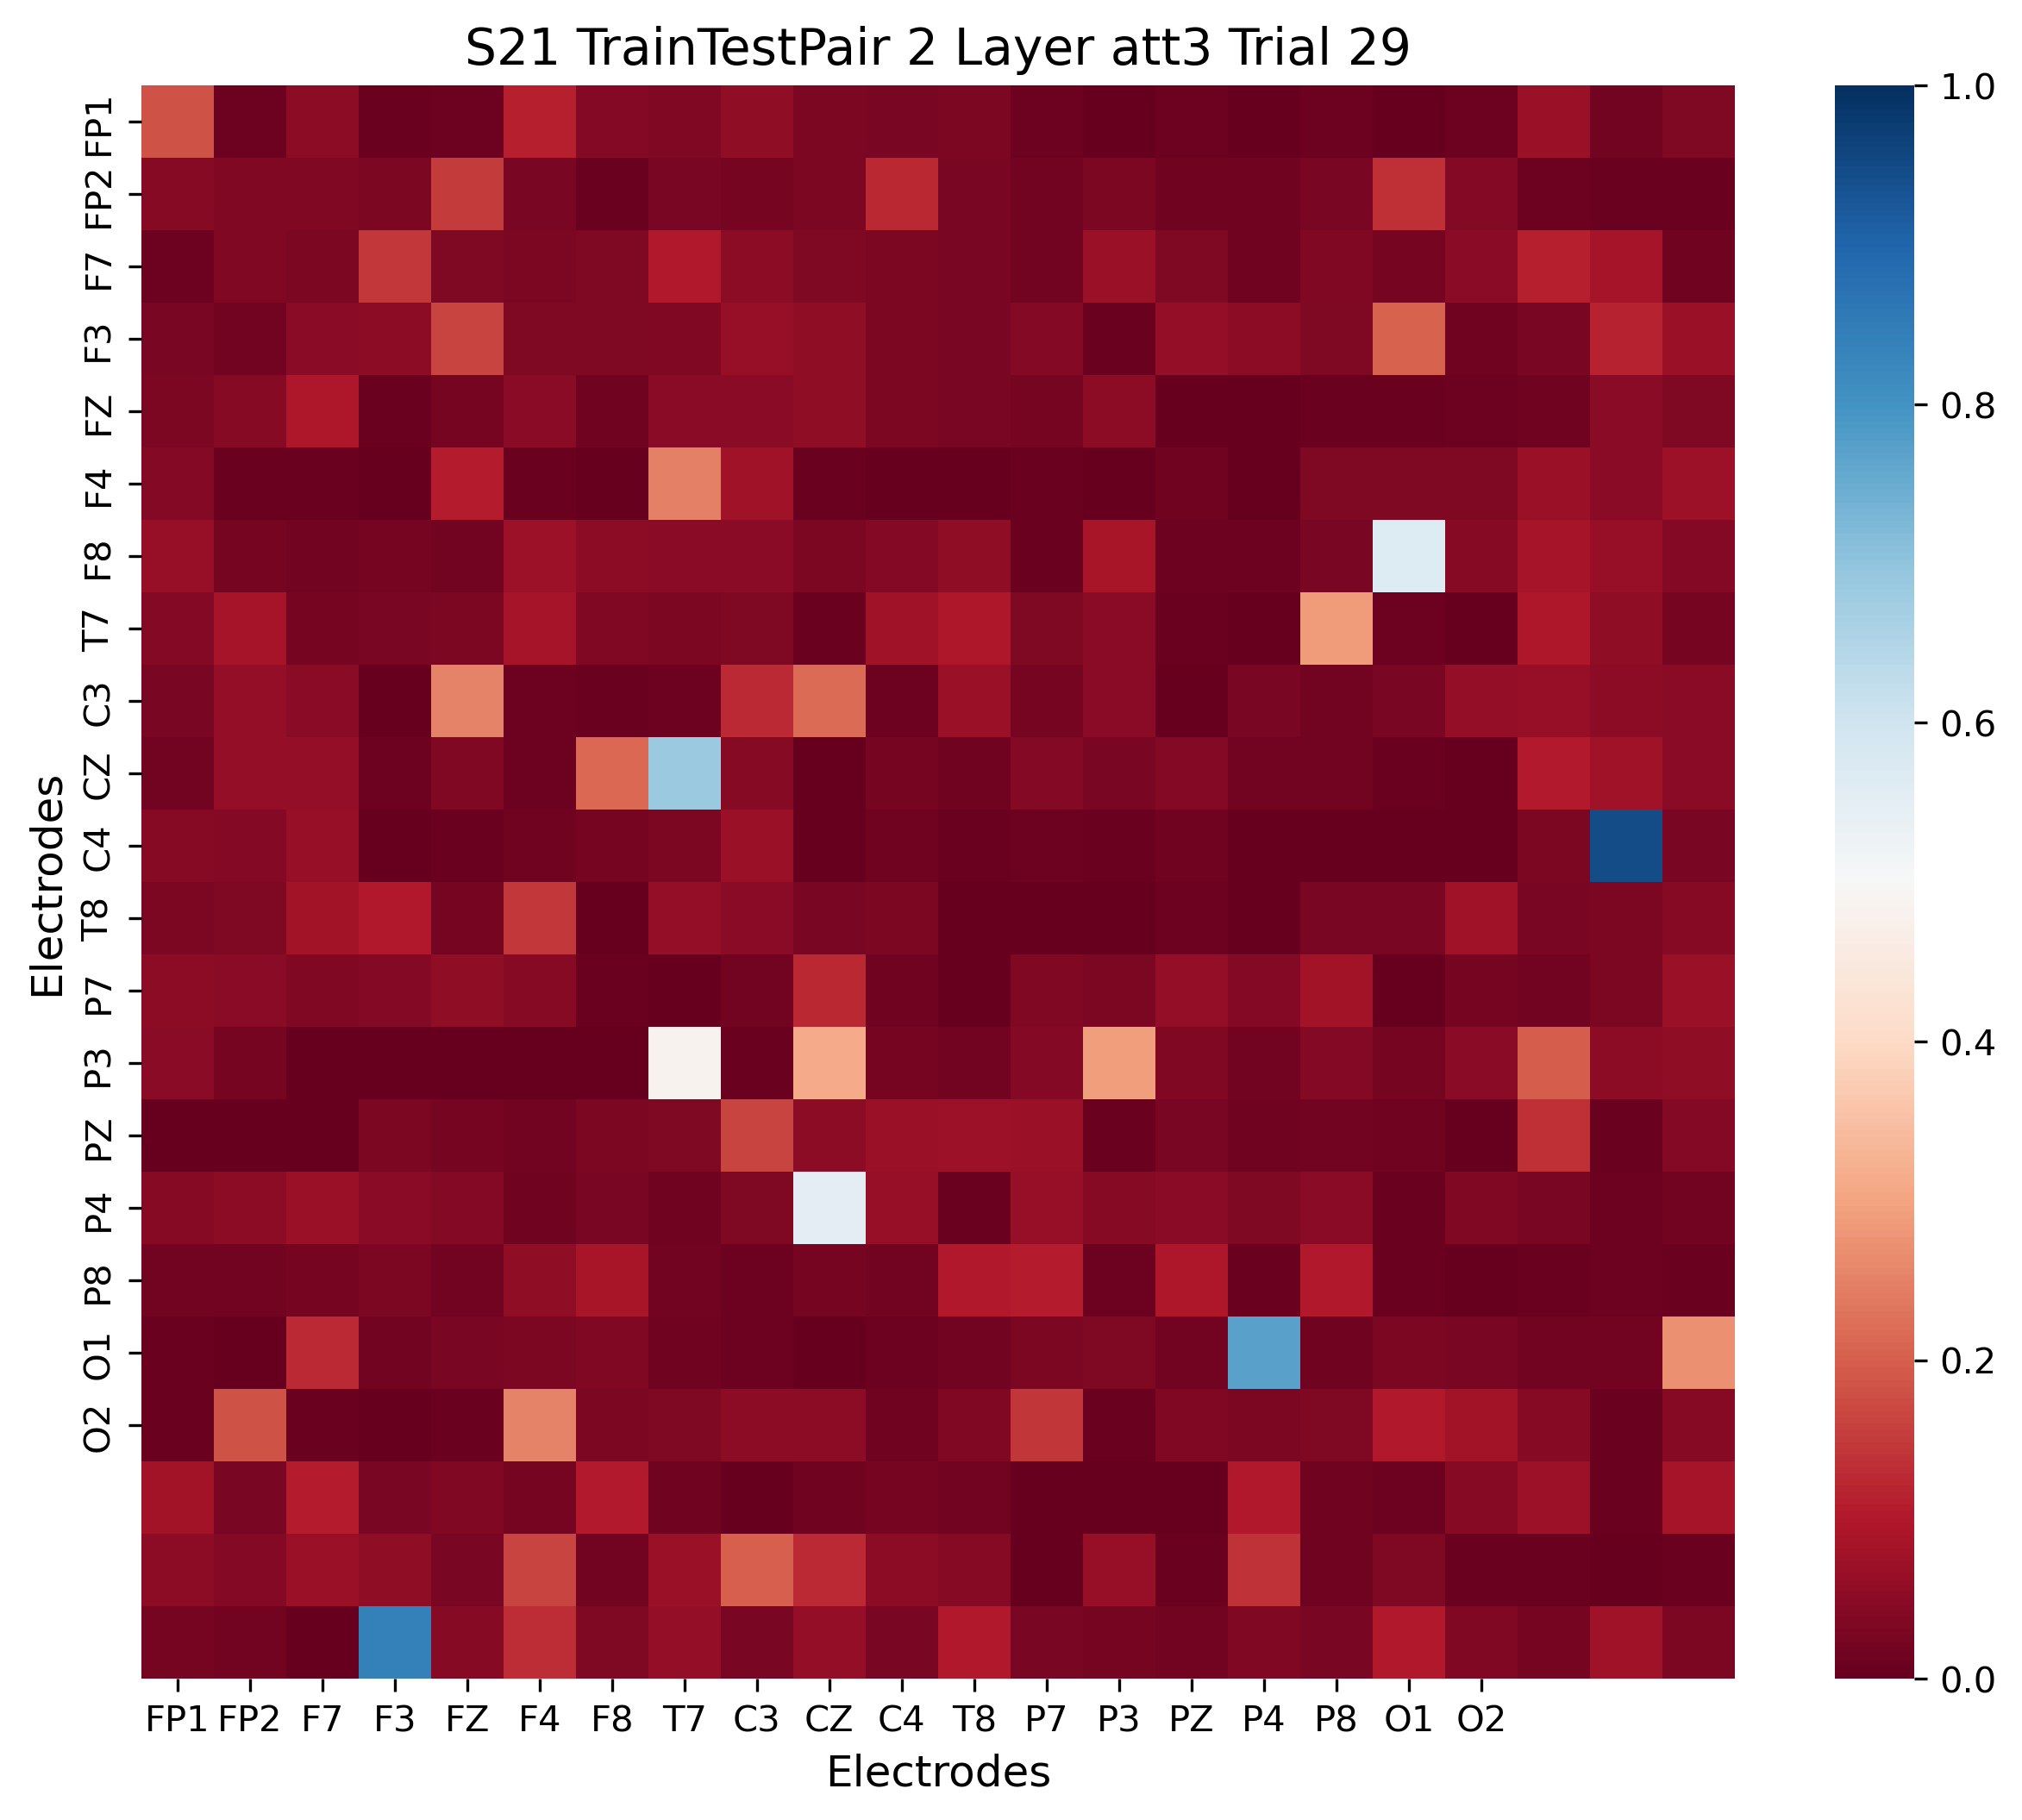 S21 TrainTestPair 2 Layer att3 Trial 29
Electrodes
FP1
FP2
F7
F3
FZ
F4
F8
T7
C3
CZ
C4
T8
P7
P3
PZ
P4
P8
O1
O2
FP1 FP2 F7 F3 FZ F4 F8 T7 C3 CZ C4 T8 P7 P3 PZ P4 P8 O1 O2
Electrodes
1.0
0.8
0.6
0.4
0.2
0.0